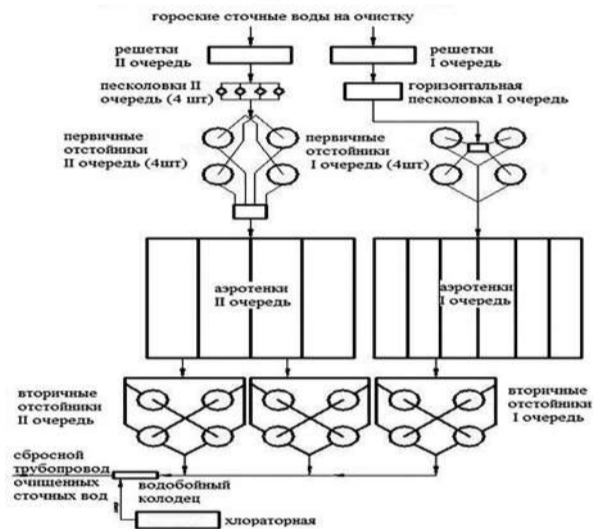 гороские сточные воды на очистку
решетки
II очередь
решетки
I очередь
песколовки II
очередь (4 шт)
горизонтальная
песколовка I очередь
первичные
отстойники
II очередь (4шт)
первичные
отстойники
I очередь (4шт)
аэротенки
II очередь
аэротенки
I очередь
вторичные
отстойники
II очередь
вторичные
отстойники
I очередь
сбросной
трубопровод
очищенных
сточных вод
водобойный
колодец
хлораторная